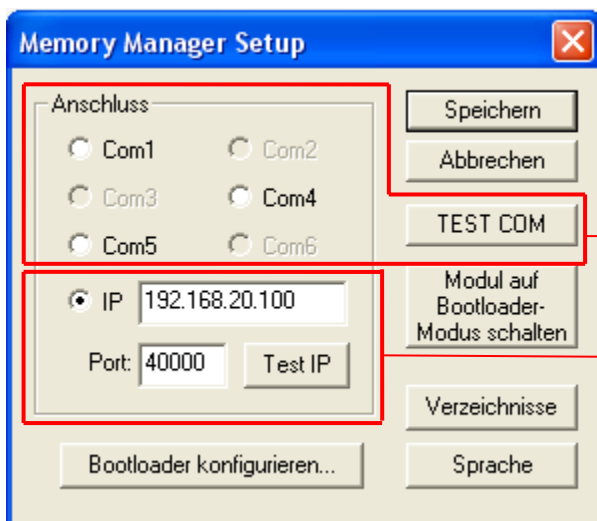 Memory Manager Setup
Anschluss
Com1
Com2
Com3
Com4
Com5
Com6
IP 192.168.20.100
Port: 40000
Test IP
Speichern
Abbrechen
TEST COM
Modul auf
Bootloader-
Modus schalten
Verzeichnisse
Bootloader konfigurieren...
Sprache